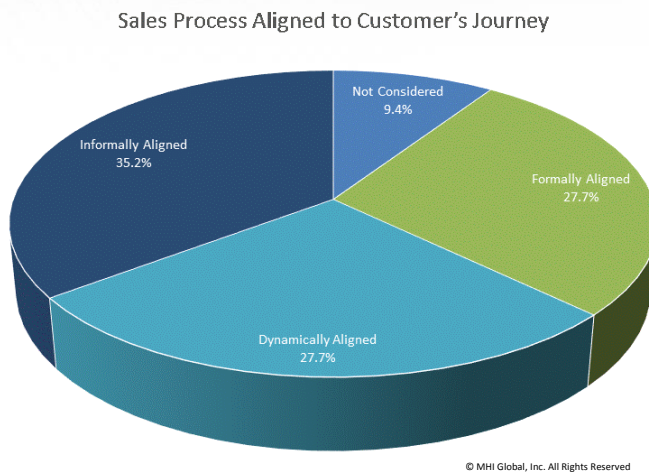 Sales Process Aligned to Customer’s Journey
Not Considered
9.4%
Informally Aligned
35.2%
Formally Aligned
27.7%
Dynamically Aligned
27.7%
© MHI Global, Inc. All Rights Reserved